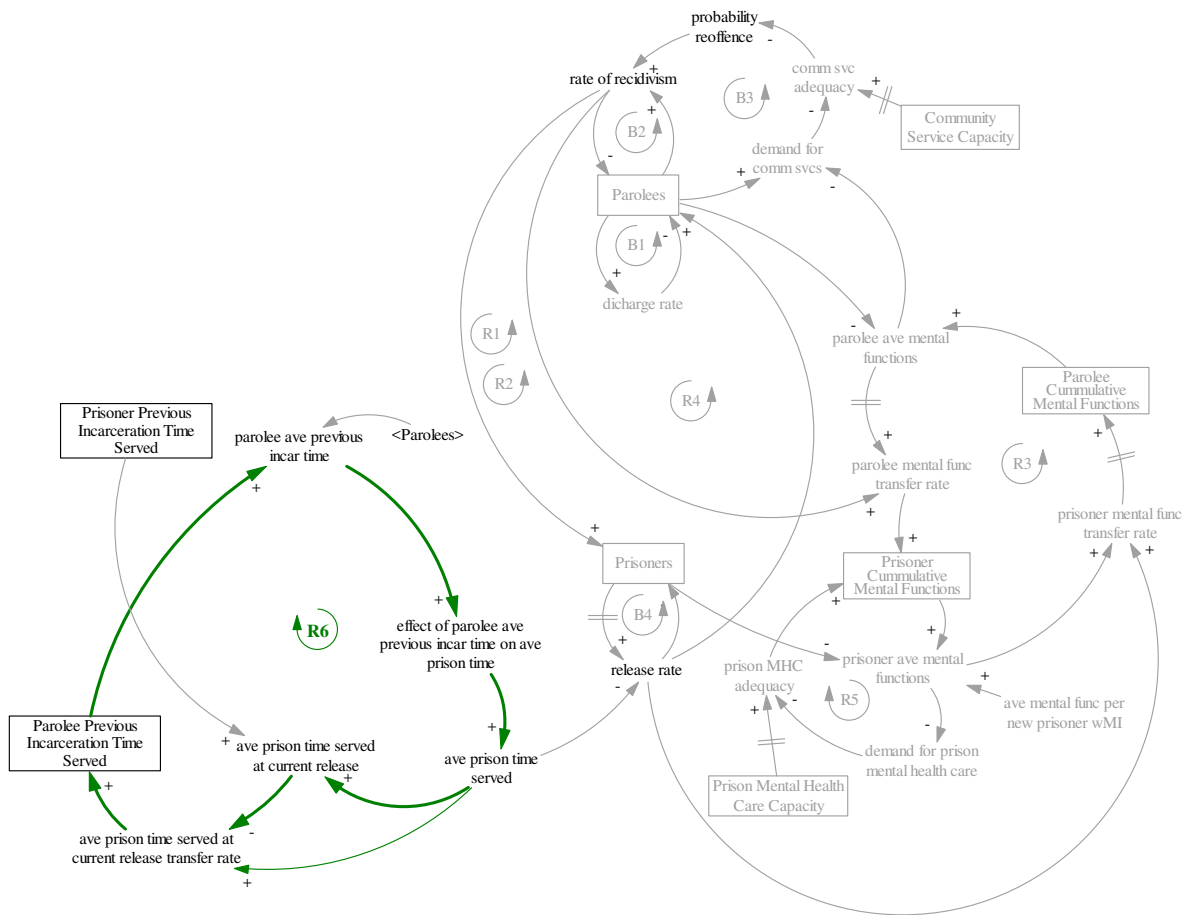 probability
reoffence
-
+
rate of recidivism
comm svc
adequacy
+
B3
B2
+
-
-
Community
Service Capacity
demand for
comm svcs
+
-
Parolees
B1
-
+
+
dicharge rate
R1
R2
R4
-
+
parolee ave mental
functions
Parolee
Cummulative
Mental Functions
+
+
R3
parolee mental func
transfer rate
+
+
prisoner mental func
transfer rate
+
+
Prisoner Previous
Incarceration Time
Served
parolee ave previous
incar time
<Parolees>
+
+
Prisoners
B4
+
-
release rate
Prisoner
Cummulative
Mental Functions
+
+
-
prisoner ave mental
functions
+
prison MHC
adequacy
R5
ave mental func per
new prisoner wMI
+
-
-
demand for prison
mental health care
Prison Mental Health
Care Capacity
+
effect of parolee ave
previous incar time on ave
prison time
R6
+
Parolee Previous
Incarceration Time
Served
+
ave prison time served
at current release
+
ave prison time
served
+
-
ave prison time served at
current release transfer rate
+